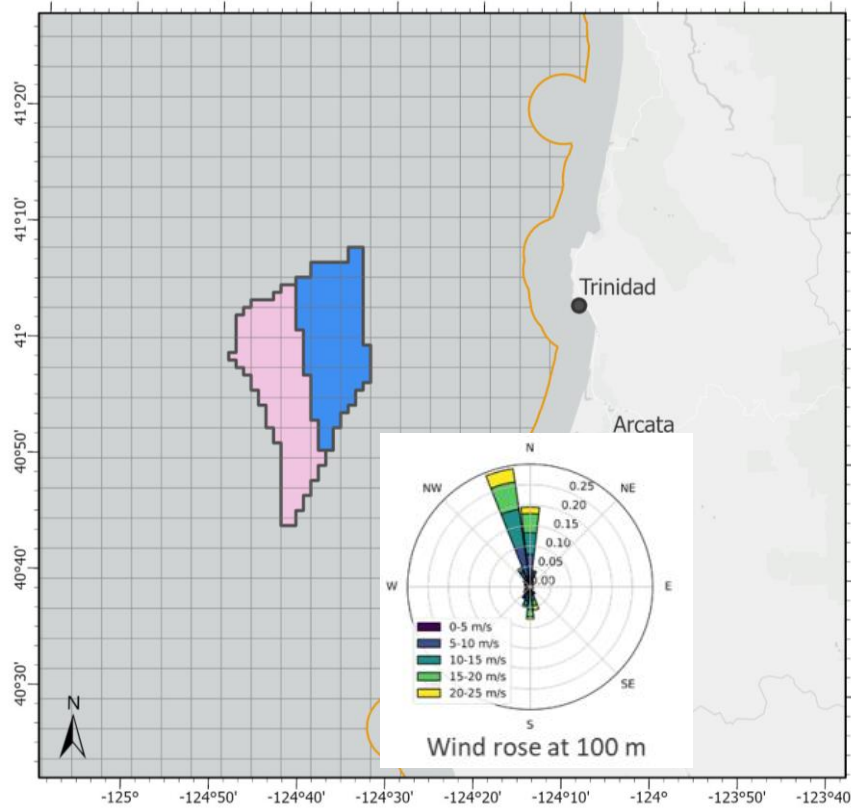 41°20'
41°10'
Trinidad
41°
Arcata
40°50'
N
NW
NE
0.25
0.20
0.15
0.10
0.05
0.00
W
E
0-5 m/s
5-10 m/s
10-15 m/s
15-20 m/s
20-25 m/s
SE
S
Wind rose at 100 m
40°40'
40°30'
N
-125° -124°50' -124°40' -124°30' -124°20' -124°10' -124° -123°50' -123°40'